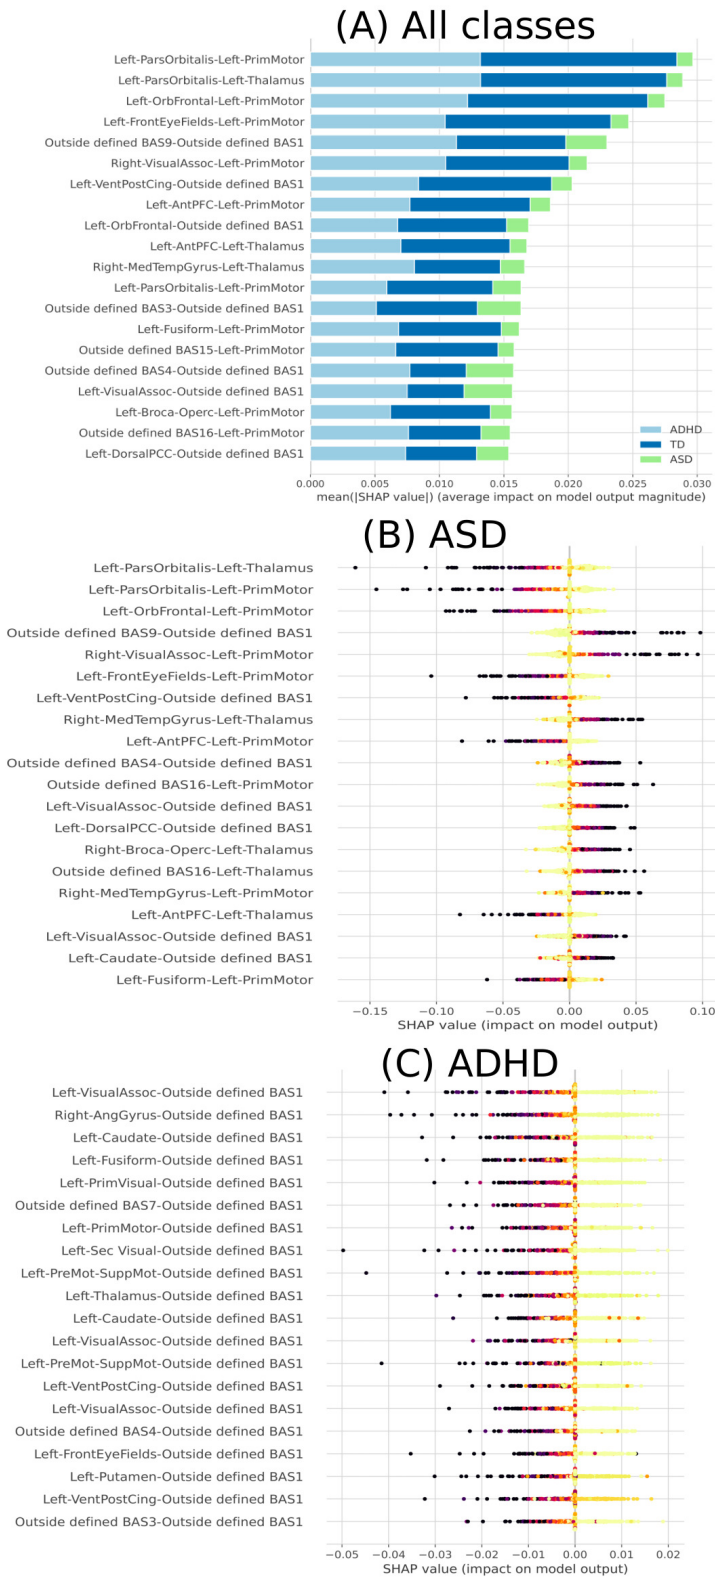 (A) All classes
Left-ParsOrbitalis-Left-PrimMotor
Left-ParsOrbitalis-Left-Thalamus
Left-OrbFrontal-Left-PrimMotor
Left-FrontEyeFields-Left-PrimMotor
Outside defined BAS9-Outside defined BAS1
Right-VisualAssoc-Left-PrimMotor
Left-VentPostCing-Outside defined BAS1
Left-AntPFC-Left-PrimMotor
Left-OrbFrontal-Outside defined BAS1
Left-AntPFC-Left-Thalamus
Right-MedTempGyrus-Left-Thalamus
Left-ParsOrbitalis-Left-PrimMotor
Outside defined BAS3-Outside defined BAS1
Left-Fusiform-Left-PrimMotor
Outside defined BAS15-Left-PrimMotor
Outside defined BAS4-Outside defined BAS1
Left-VisualAssoc-Outside defined BAS1
Left-Broca-Operc-Left-PrimMotor
Outside defined BAS16-Left-PrimMotor
Left-DorsalPCC-Outside defined BAS1
ADHD
TD
ASD
0.000 0.005 0.010 0.015 0.020 0.025 0.030
mean(|SHAP value|) (average impact on model output magnitude)
(B) ASD
Left-ParsOrbitalis-Left-Thalamus
Left-ParsOrbitalis-Left-PrimMotor
Left-OrbFrontal-Left-PrimMotor
Outside defined BAS9-Outside defined BAS1
Right-VisualAssoc-Left-PrimMotor
Left-FrontEyeFields-Left-PrimMotor
Left-VentPostCing-Outside defined BAS1
Right-MedTempGyrus-Left-Thalamus
Left-AntPFC-Left-PrimMotor
Outside defined BAS4-Outside defined BAS1
Outside defined BAS16-Left-PrimMotor
Left-VisualAssoc-Outside defined BAS1
Left-DorsalPCC-Outside defined BAS1
Right-Broca-Operc-Left-Thalamus
Outside defined BAS16-Left-Thalamus
Right-MedTempGyrus-Left-PrimMotor
Left-AntPFC-Left-Thalamus
Left-VisualAssoc-Outside defined BAS1
Left-Caudate-Outside defined BAS1
Left-Fusiform-Left-PrimMotor
−0.15 −0.10 −0.05 0.00 0.05 0.10
SHAP value (impact on model output)
(C) ADHD
Left-VisualAssoc-Outside defined BAS1
Right-AngGyrus-Outside defined BAS1
Left-Caudate-Outside defined BAS1
Left-Fusiform-Outside defined BAS1
Left-PrimVisual-Outside defined BAS1
Outside defined BAS7-Outside defined BAS1
Left-PrimMotor-Outside defined BAS1
Left-Sec Visual-Outside defined BAS1
Left-PreMot-SuppMot-Outside defined BAS1
Left-Thalamus-Outside defined BAS1
Left-Caudate-Outside defined BAS1
Left-VisualAssoc-Outside defined BAS1
Left-PreMot-SuppMot-Outside defined BAS1
Left-VentPostCing-Outside defined BAS1
Left-VisualAssoc-Outside defined BAS1
Outside defined BAS4-Outside defined BAS1
Left-FrontEyeFields-Outside defined BAS1
Left-Putamen-Outside defined BAS1
Left-VentPostCing-Outside defined BAS1
Outside defined BAS3-Outside defined BAS1
−0.05 −0.04 −0.03 −0.02 −0.01 0.00 0.01 0.02
SHAP value (impact on model output)